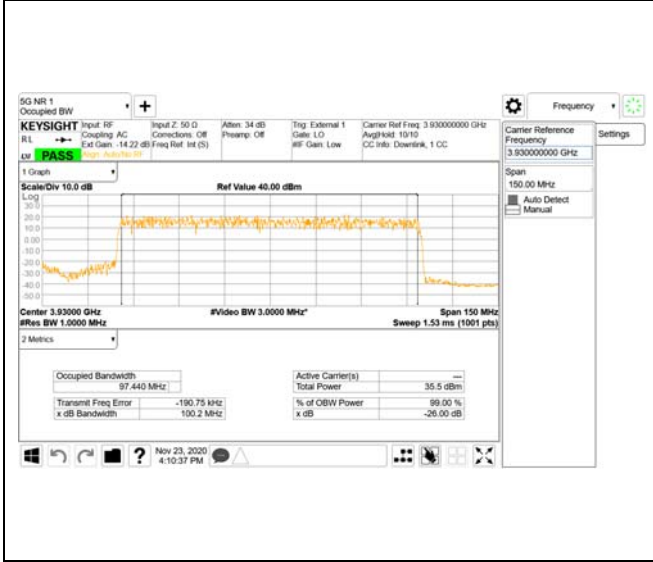 5G NR 1
Occupied BW
+
Frequency
KEYSIGHT
Input: RF
Input Z: 50 Ω
Atten: 34 dB
Trig: External 1
Carrier Ref Freq: 3.930000000 GHz
R L
Coupling: AC
Corrections: Off
Preamp: Off
Gate: LO
Avg|Hold: 10/10
Ext Gain: -14.22 dB
Freq Ref: Int (S)
#IF Gain: Low
CC Info: Downlink, 1 CC
PASS
Align: Auto/No RF
Carrier Reference
Frequency
3.930000000 GHz
Settings
Span
150.00 MHz
Auto Detect
Manual
1 Graph
Scale/Div 10.0 dB
Ref Value 40.00 dBm
Log
30.0
20.0
10.0
0.00
-10.0
-20.0
-30.0
-40.0
-50.0
Center 3.93000 GHz
#Video BW 3.0000 MHz*
Span 150 MHz
#Res BW 1.0000 MHz
Sweep 1.53 ms (1001 pts)
2 Metrics
Occupied Bandwidth
97.440 MHz
Active Carrier(s)
---
Total Power
35.5 dBm
Transmit Freq Error
-190.75 kHz
% of OBW Power
99.00 %
x dB Bandwidth
100.2 MHz
x dB
-26.00 dB
?
Nov 23, 2020
4:10:37 PM